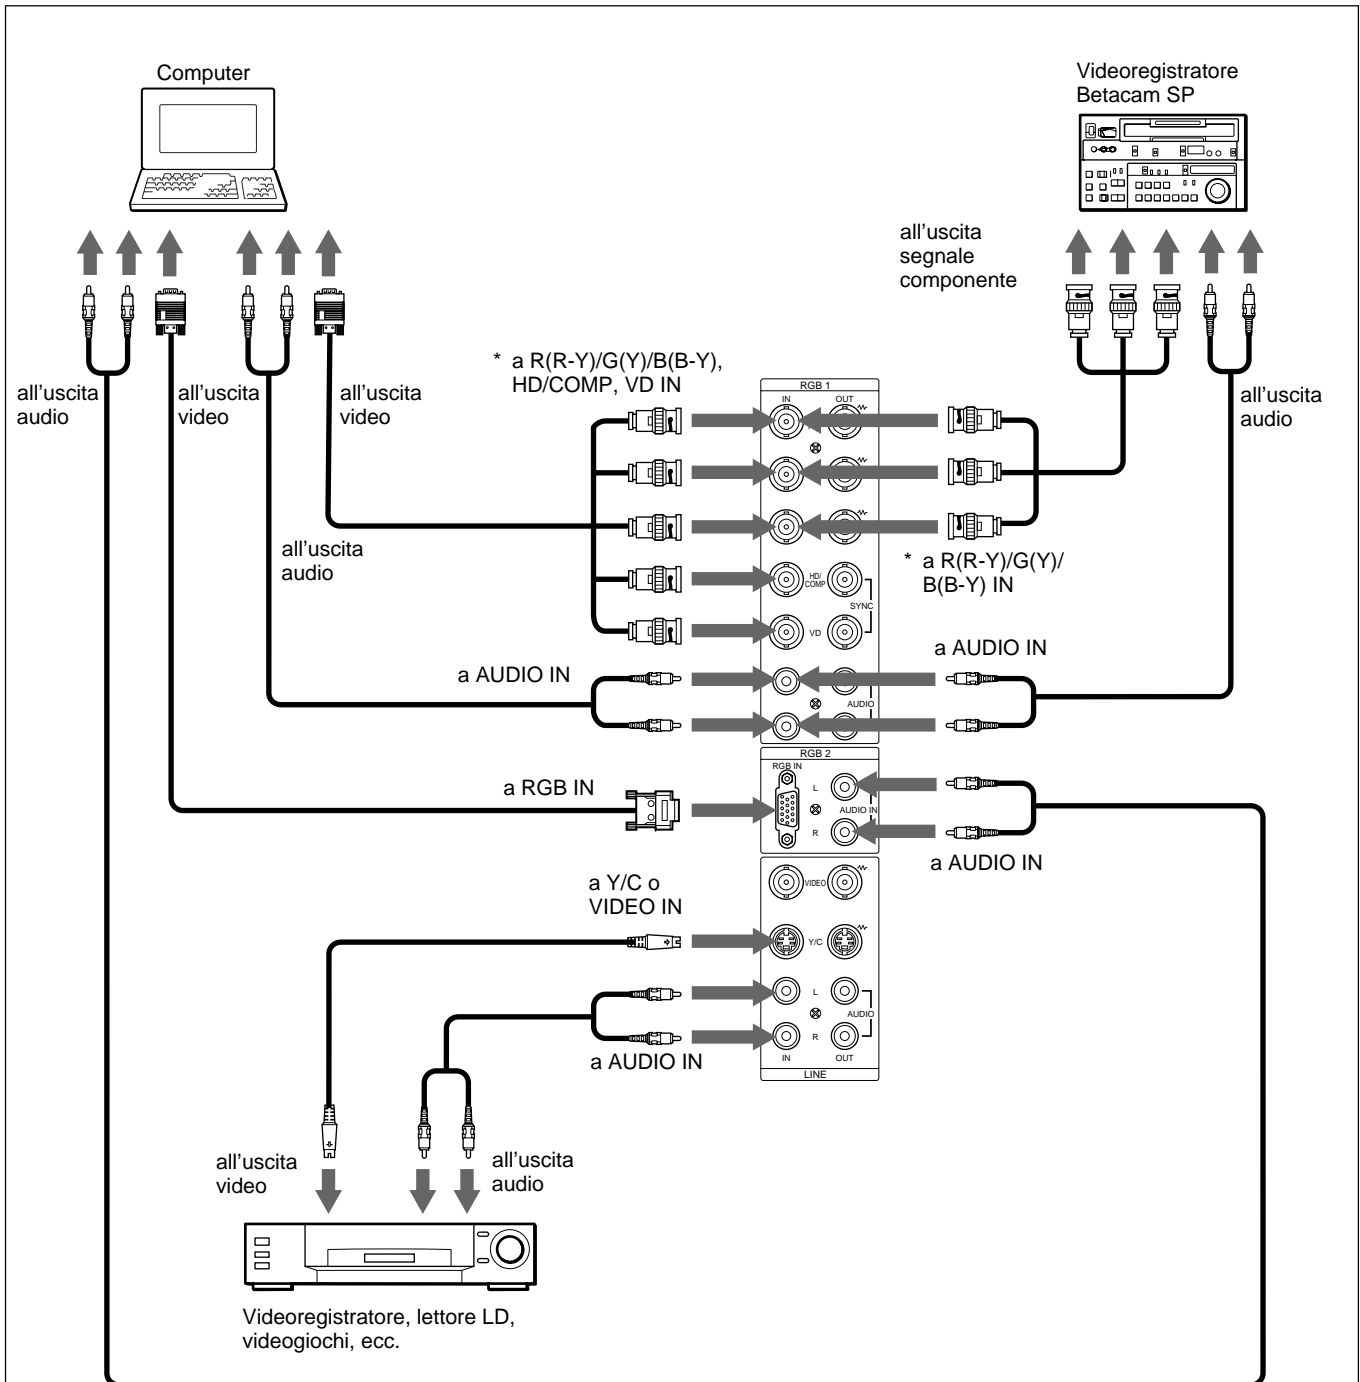 Computer
Videoregistratore
Betacam SP
all'uscita
segnale
componente
all'uscita
audio
all'uscita
video
all'uscita
video
all'uscita
audio
* a R(R-Y)/G(Y)/B(B-Y),
HD/COMP, VD IN
RGB 1
IN
OUT
all'uscita
audio
* a R(R-Y)/G(Y)/
B(B-Y) IN
HD/
COMP
SYNC
VD
a AUDIO IN
a AUDIO IN
AUDIO
RGB 2
RGB IN
L
AUDIO IN
R
a RGB IN
a AUDIO IN
a Y/C o
VIDEO IN
VIDEO
Y/C
L
AUDIO
R
IN
OUT
LINE
a AUDIO IN
all'uscita
video
all'uscita
audio
Videoregistratore, lettore LD,
videogiochi, ecc.